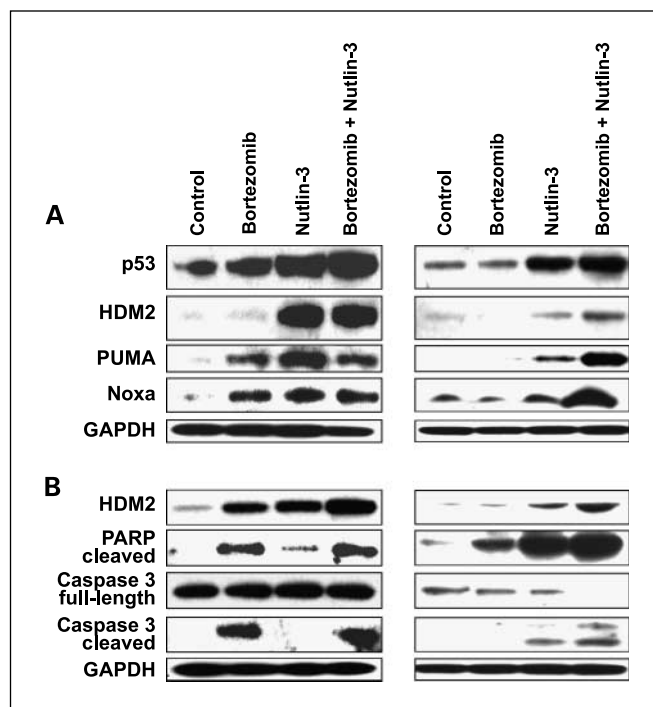 Control
Bortezomib
Nutlin-3
Bortezomib + Nutlin-3
Control
Bortezomib
Nutlin-3
Bortezomib + Nutlin-3
A
p53
HDM2
PUMA
Noxa
GAPDH
B
HDM2
PARP
cleaved
Caspase 3
full-length
Caspase 3
cleaved
GAPDH